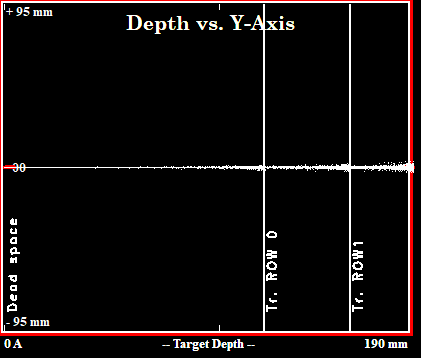 + 95 mm
Depth vs. Y-Axis
30
Dead space
Tr. ROW 0
Tr. ROW1
- 95 mm
0 A
-- Target Depth --
190 mm